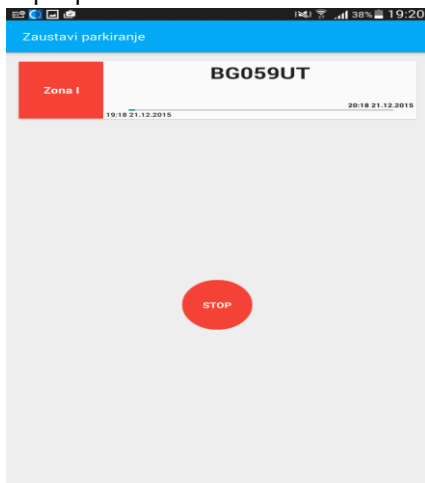 38% 19:20
Zaustavi parkiranje
BG059UT
Zona I
20:18 21.12.2015
19:18 21.12.2015
STOP